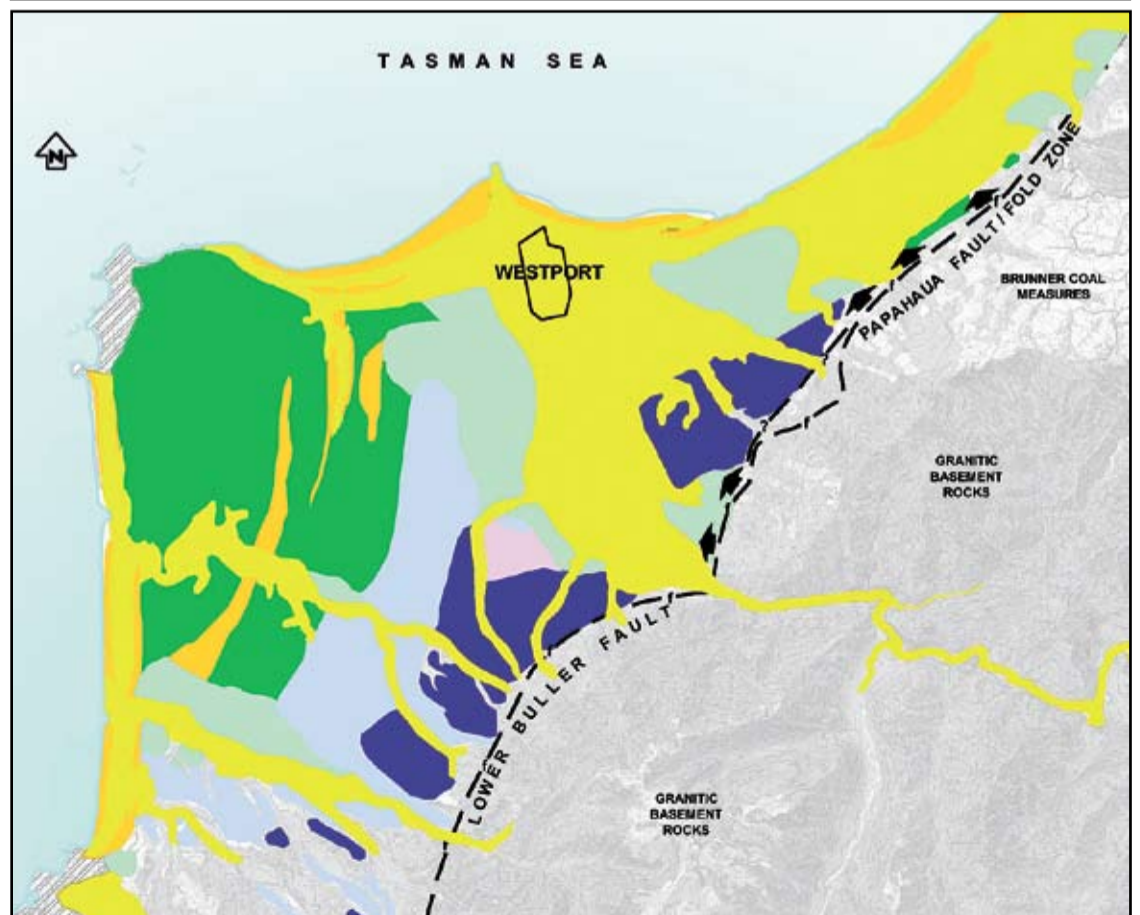 TASMAN SEA
N
WESTPORT
PAPAHAUA FAULT/FOLD ZONE
BRUNNER COAL
MEASURES
GRANITIC
BASEMENT
ROCKS
LOWER BULLER FAULT
GRANITIC
BASEMENT
ROCKS